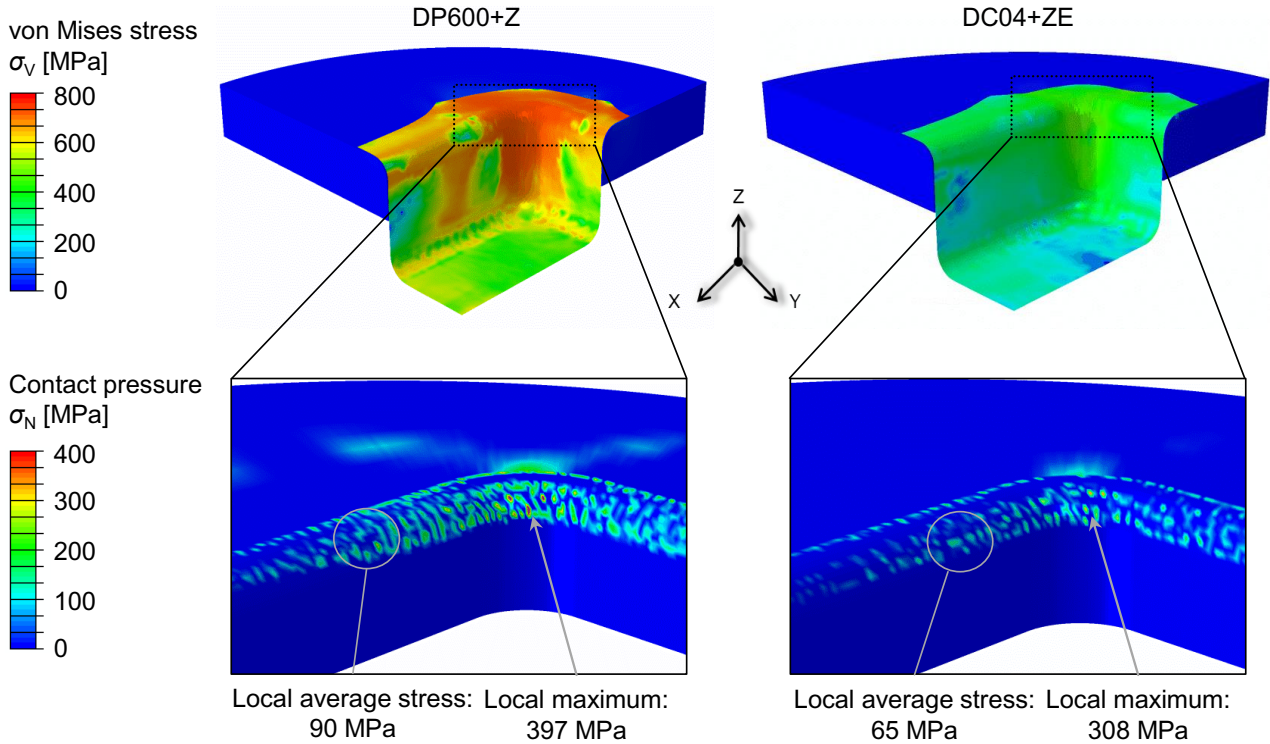 DP600+Z
DC04+ZE
von Mises stress
σV [MPa]
800
600
400
200
0
Z
X
Y
Contact pressure
σN [MPa]
400
300
200
100
0
Local average stress:
90 MPa
Local maximum:
397 MPa
Local average stress:
65 MPa
Local maximum:
308 MPa